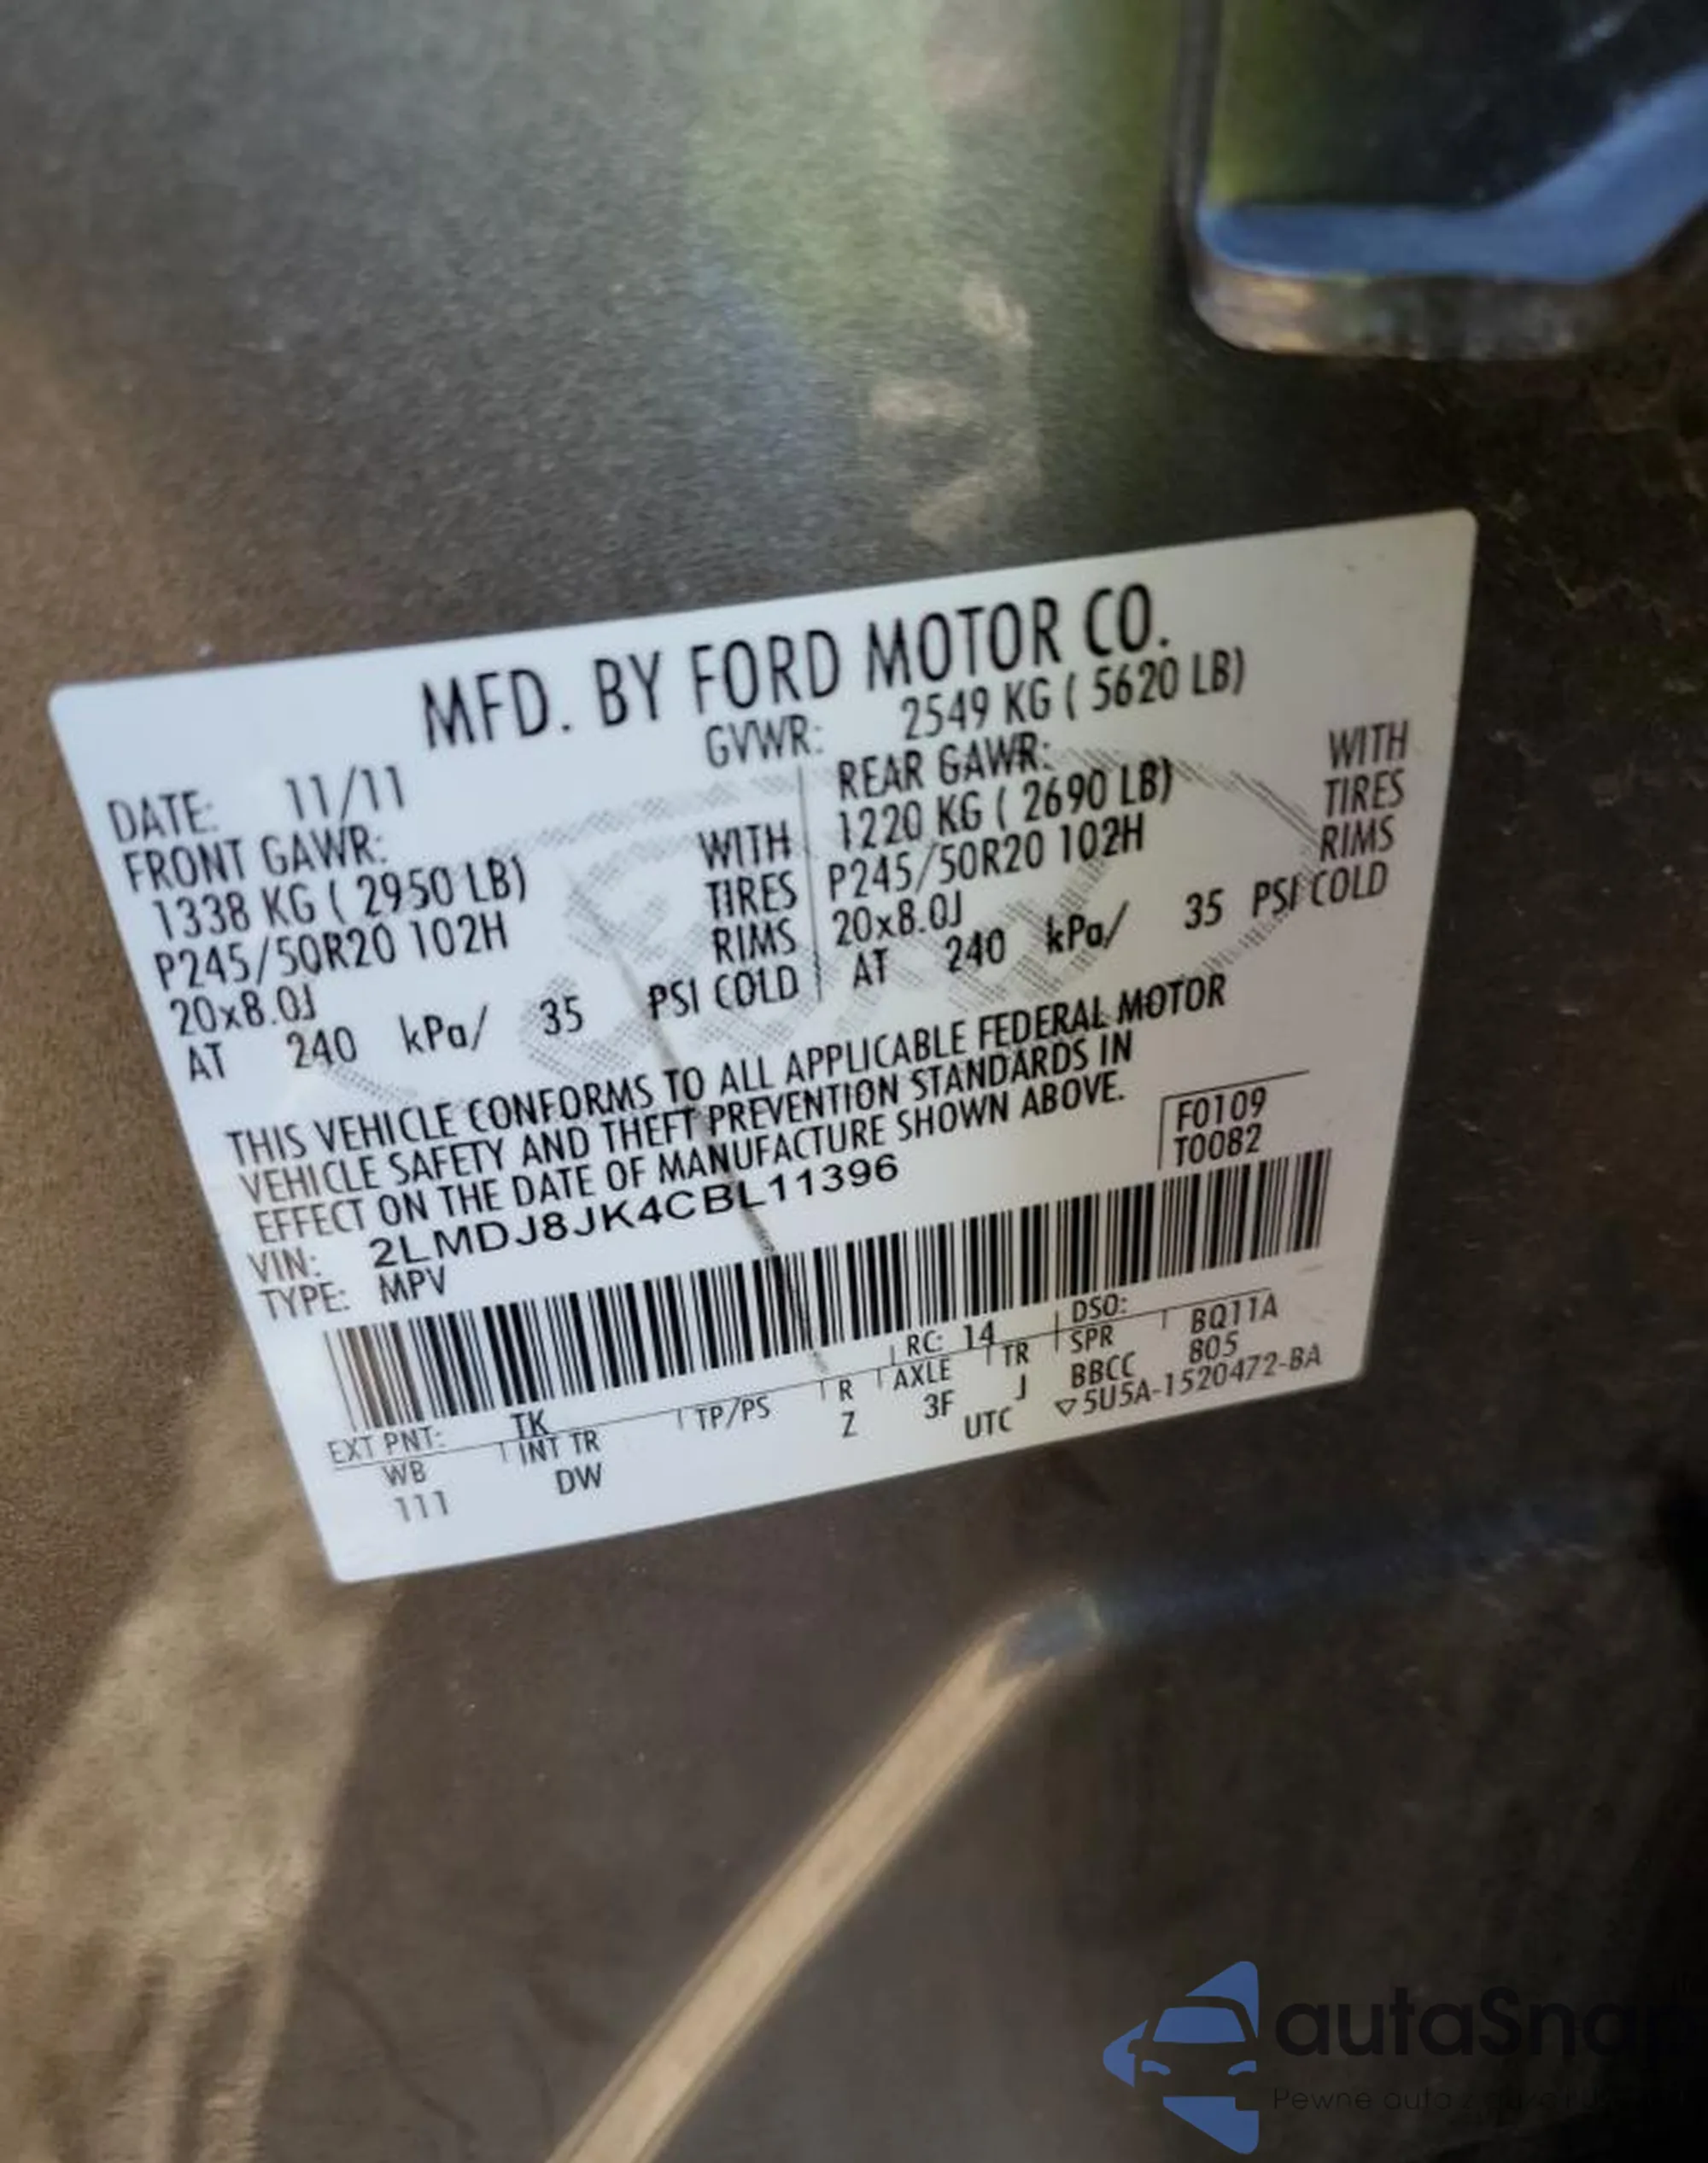 MFD. BY FORD MOTOR CO.
DATE: 11/11 GVWR: 2549 KG ( 5620 LB)
FRONT GAWR: REAR GAWR:
1338 KG ( 2950 LB) WITH 1220 KG ( 2690 LB) WITH
P245/50R20 102H TIRES P245/50R20 102H TIRES
20x8.0J RIMS 20x8.0J RIMS
AT 240 kPa/ 35 PSI COLD AT 240 kPa/ 35 PSI COLD
THIS VEHICLE CONFORMS TO ALL APPLICABLE FEDERAL MOTOR
VEHICLE SAFETY AND THEFT PREVENTION STANDARDS IN
EFFECT ON THE DATE OF MANUFACTURE SHOWN ABOVE.
VIN: 2LMDJ8JK4CBL11396 F0109
TYPE: MPV T0082
EXT PNT: TK RC: 14 DSO:
WB INT TR TP/PS R AXLE TR SPR BQ11A
111 DW Z 3F J BBCC 805
UTC ▽5U5A-1520472-BA
autaSna
Pewne auta z